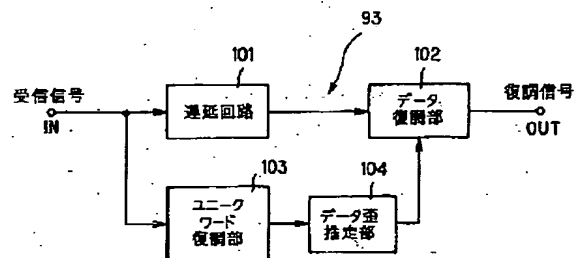 93
101
102
受信信号
IN
遅延回路
データ
復調部
復調信号
OUT
103
104
ユニーク
ワード
復調部
データ歪
推定部